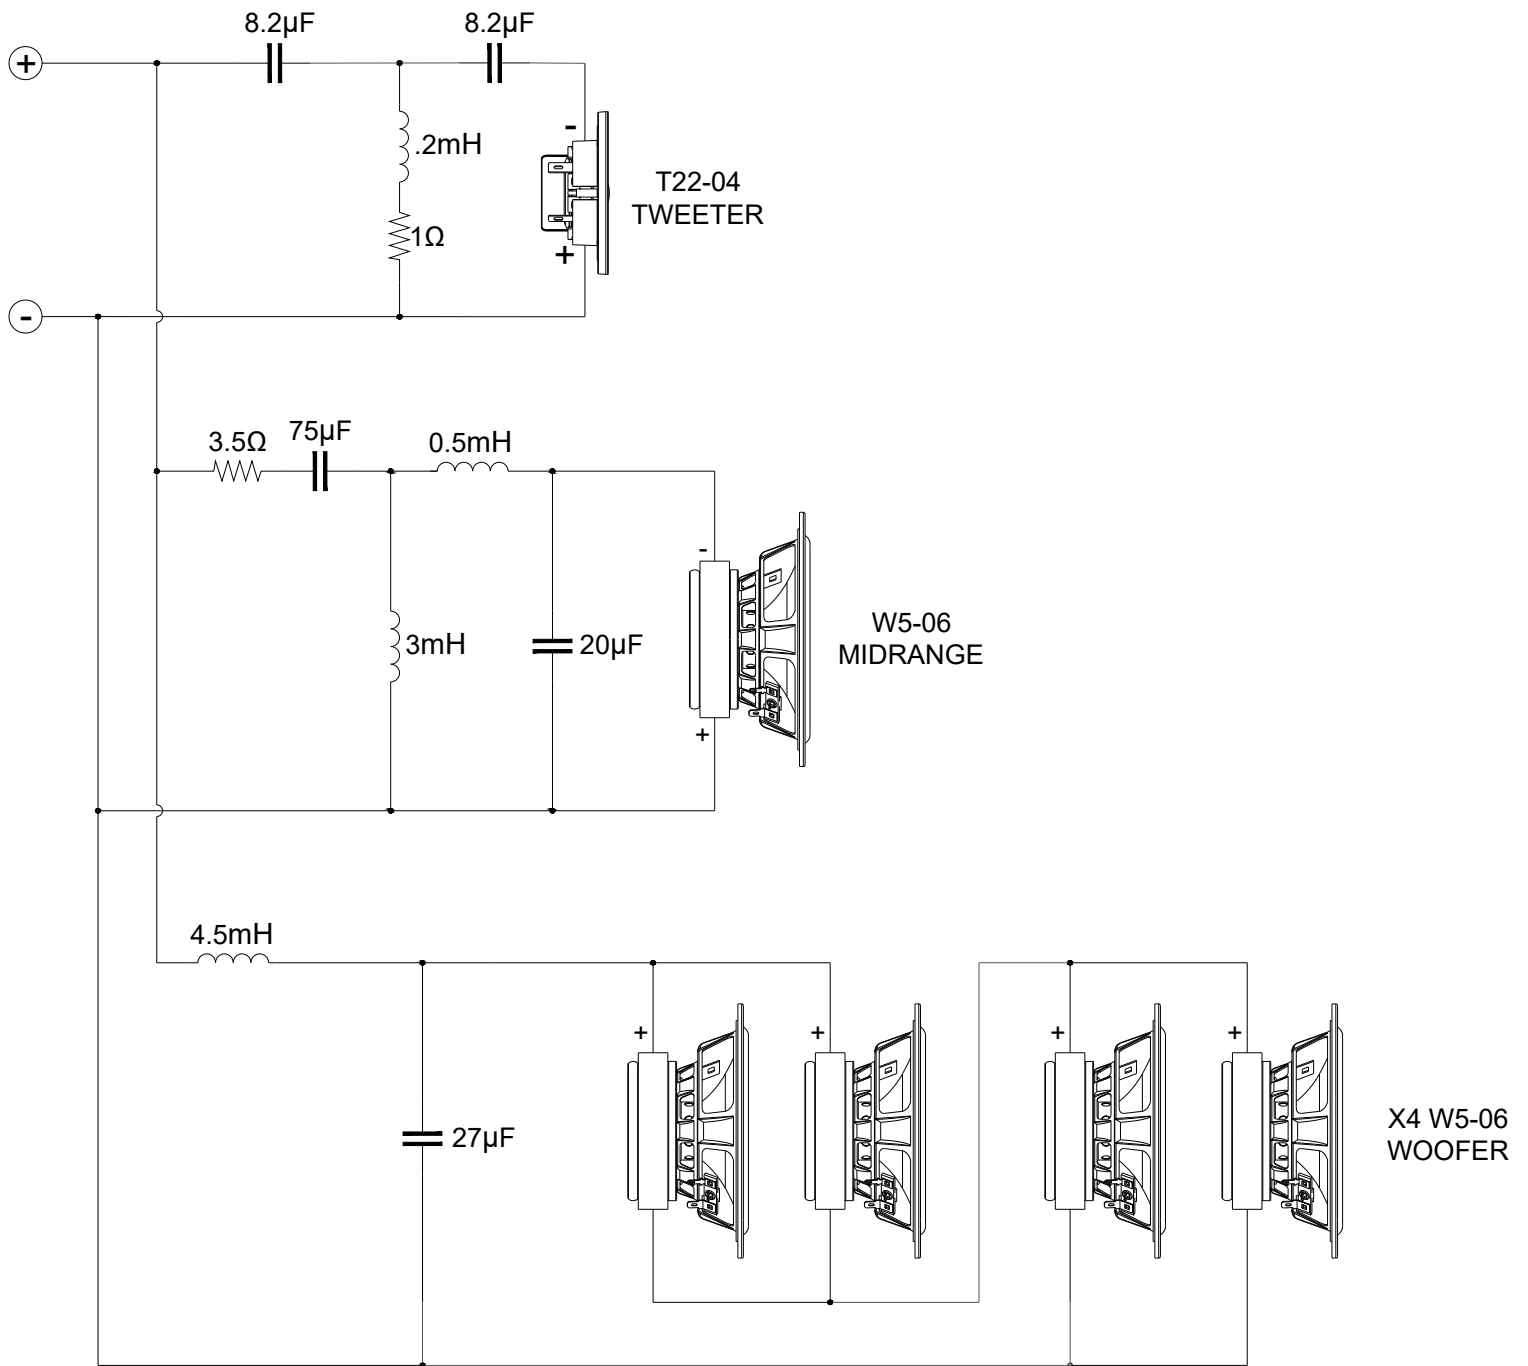 8.2µF
8.2µF
+
-
.2mH
T22-04
TWEETER
1Ω
+
-
75µF
3.5Ω
0.5mH
-
W5-06
MIDRANGE
3mH
20µF
+
4.5mH
+
+
+
+
27µF
X4 W5-06
WOOFER